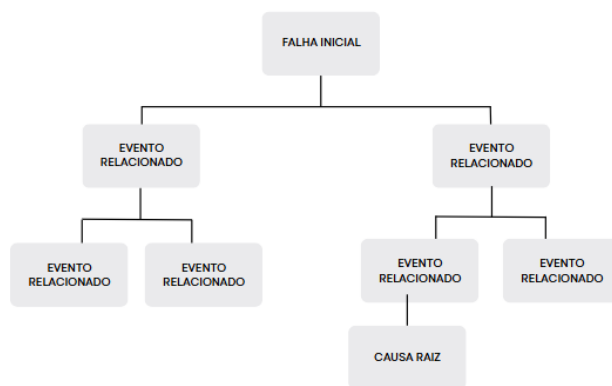 FALHA INICIAL
EVENTO
RELACIONADO
EVENTO
RELACIONADO
EVENTO
RELACIONADO
EVENTO
RELACIONADO
EVENTO
RELACIONADO
EVENTO
RELACIONADO
CAUSA RAIZ